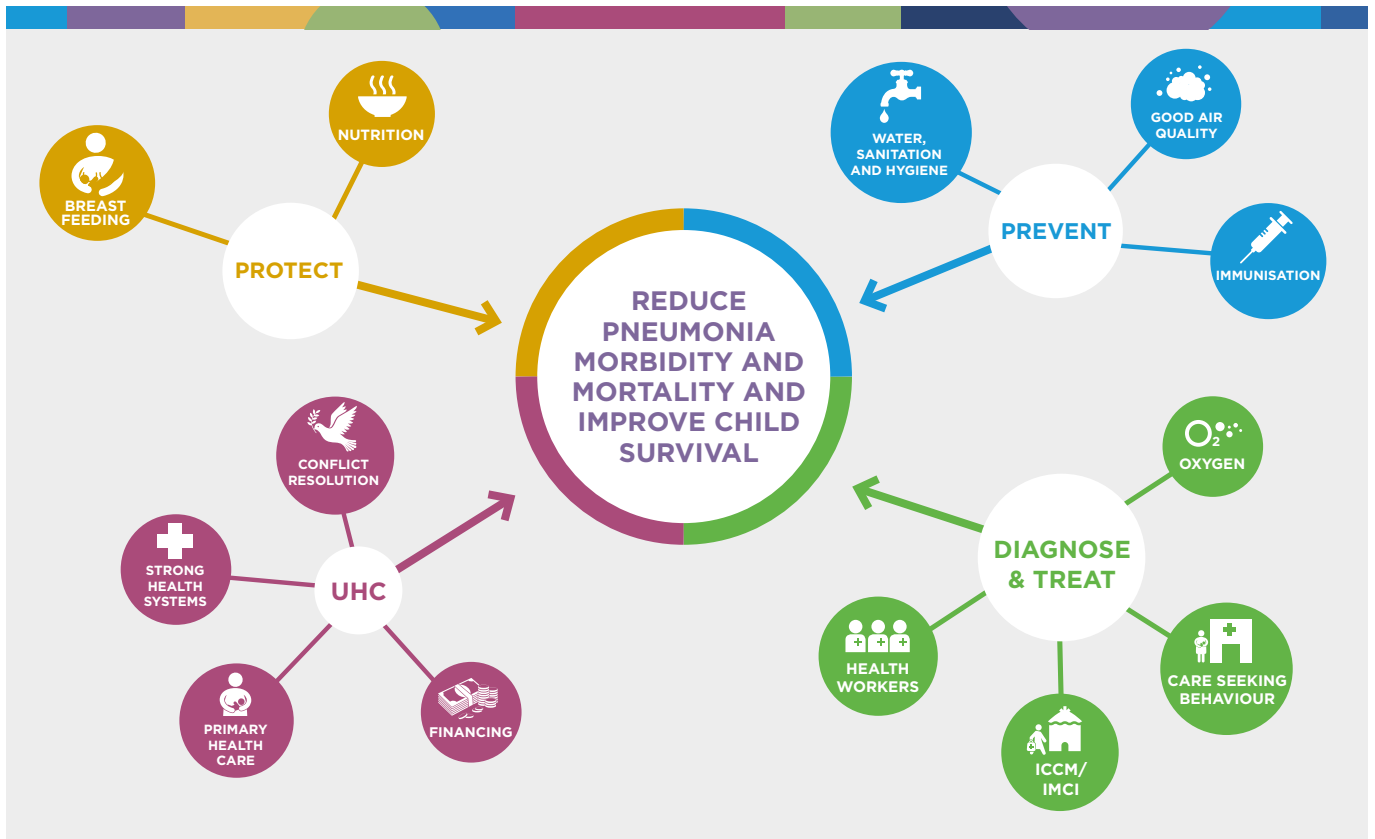 NUTRITION
BREAST
FEEDING
PROTECT
WATER,
SANITATION
AND HYGIENE
GOOD AIR
QUALITY
PREVENT
IMMUNISATION
REDUCE
PNEUMONIA
MORBIDITY AND
MORTALITY AND
IMPROVE CHILD
SURVIVAL
CONFLICT
RESOLUTION
STRONG
HEALTH
SYSTEMS
UHC
PRIMARY
HEALTH
CARE
FINANCING
O2
OXYGEN
DIAGNOSE
& TREAT
HEALTH
WORKERS
CARE SEEKING
BEHAVIOUR
ICCM/
IMCI